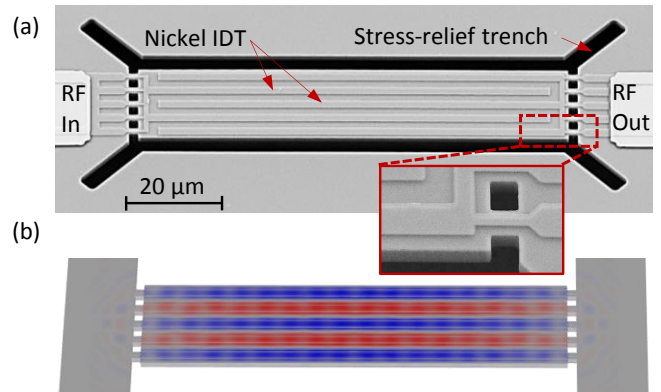 (a)
Nickel IDT
Stress-relief trench
RF
In
RF
Out
20 µm
(b)